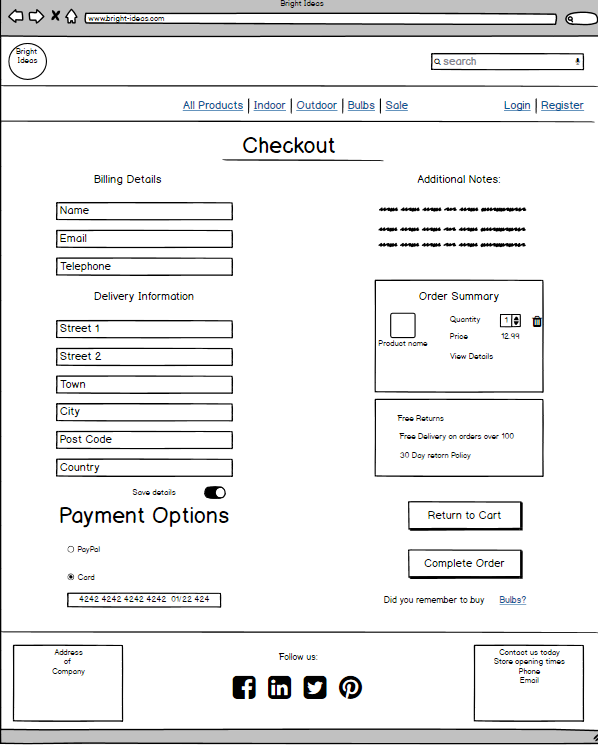 Bright Ideas
www.bright-ideas.com
Bright
Ideas
search
All Products Indoor Outdoor Bulbs Sale
Login Register
Checkout
Billing Details
Name
Email
Telephone
Delivery Information
Street 1
Street 2
Town
City
Post Code
Country
Save details
Payment Options
PayPal
Card
4242 4242 4242 4242 01/22 424
Additional Notes:
Order Summary
Product name
Quantity 1
Price 12.99
View Details
Free Returns
Free Delivery on orders over 100
30 Day retorn Policy
Return to Cart
Complete Order
Did you remember to buy Bulbs?
Address
of
Company
Follow us:
Contact us today
Store opening times
Phone
Email